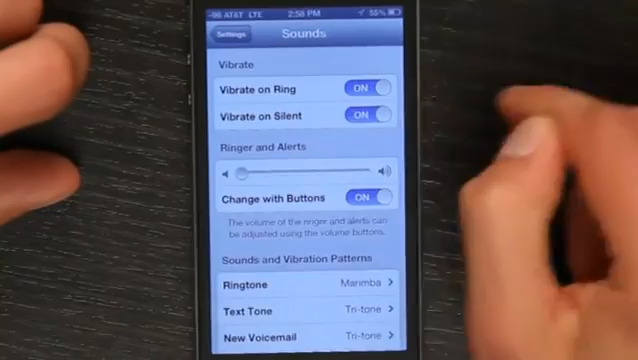 -96 AT&T LTE 2:58 PM 55%
Settings Sounds
Vibrate
Vibrate on Ring ON
Vibrate on Silent ON
Ringer and Alerts
Change with Buttons ON
The volume of the ringer and alerts can
be adjusted using the volume buttons.
Sounds and Vibration Patterns
Ringtone Marimba
Text Tone Tri-tone
New Voicemail Tri-tone